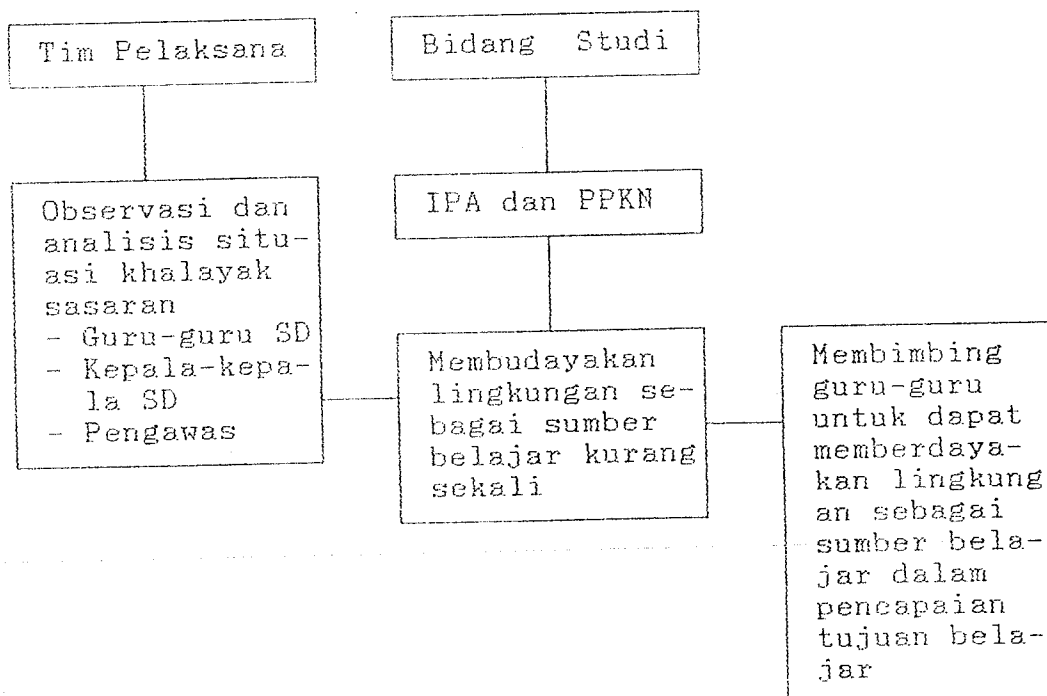 Tim Pelaksana
Bidang Studi
Observasi dan
analisis situ-
asi khalayak
sasaran
- Guru-guru SD
- Kepala-kepa-
la SD
- Pengawas
IPA dan PPKN
Membudayakan
lingkungan se-
bagai sumber
belajar kurang
sekali
Membimbing
guru-guru
untuk dapat
memberdaya-
kan lingkung
an sebagai
sumber bela-
jar dalam
pencapaian
tujuan bela-
jar